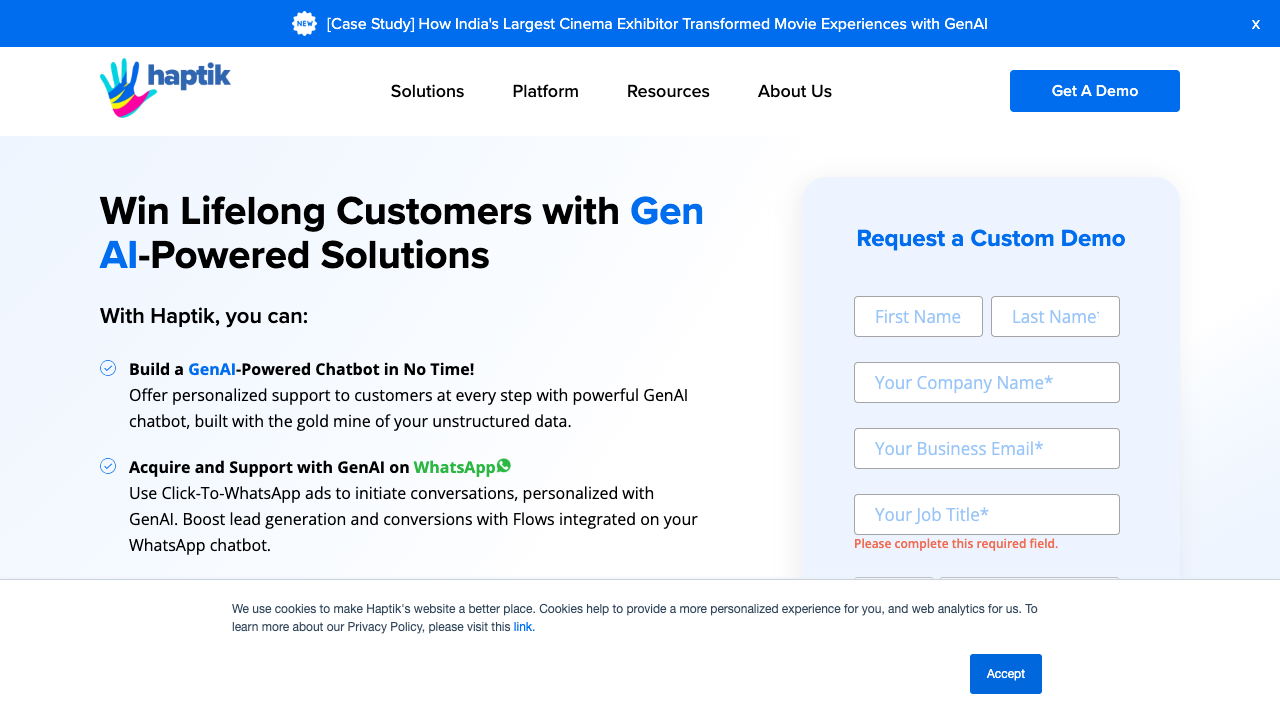 NEW [Case Study] How India's Largest Cinema Exhibitor Transformed Movie Experiences with GenAI x
haptik
Solutions Platform Resources About Us Get A Demo
Win Lifelong Customers with Gen
AI-Powered Solutions
With Haptik, you can:
Build a GenAI-Powered Chatbot in No Time!
Offer personalized support to customers at every step with powerful GenAI
chatbot, built with the gold mine of your unstructured data.
Acquire and Support with GenAI on WhatsApp
Use Click-To-WhatsApp ads to initiate conversations, personalized with
GenAI. Boost lead generation and conversions with Flows integrated on your
WhatsApp chatbot.
Request a Custom Demo
First Name Last Name*
Your Company Name*
Your Business Email*
Your Job Title*
Please complete this required field.
We use cookies to make Haptik's website a better place. Cookies help to provide a more personalized experience for you, and web analytics for us. To
learn more about our Privacy Policy, please visit this link.
Accept